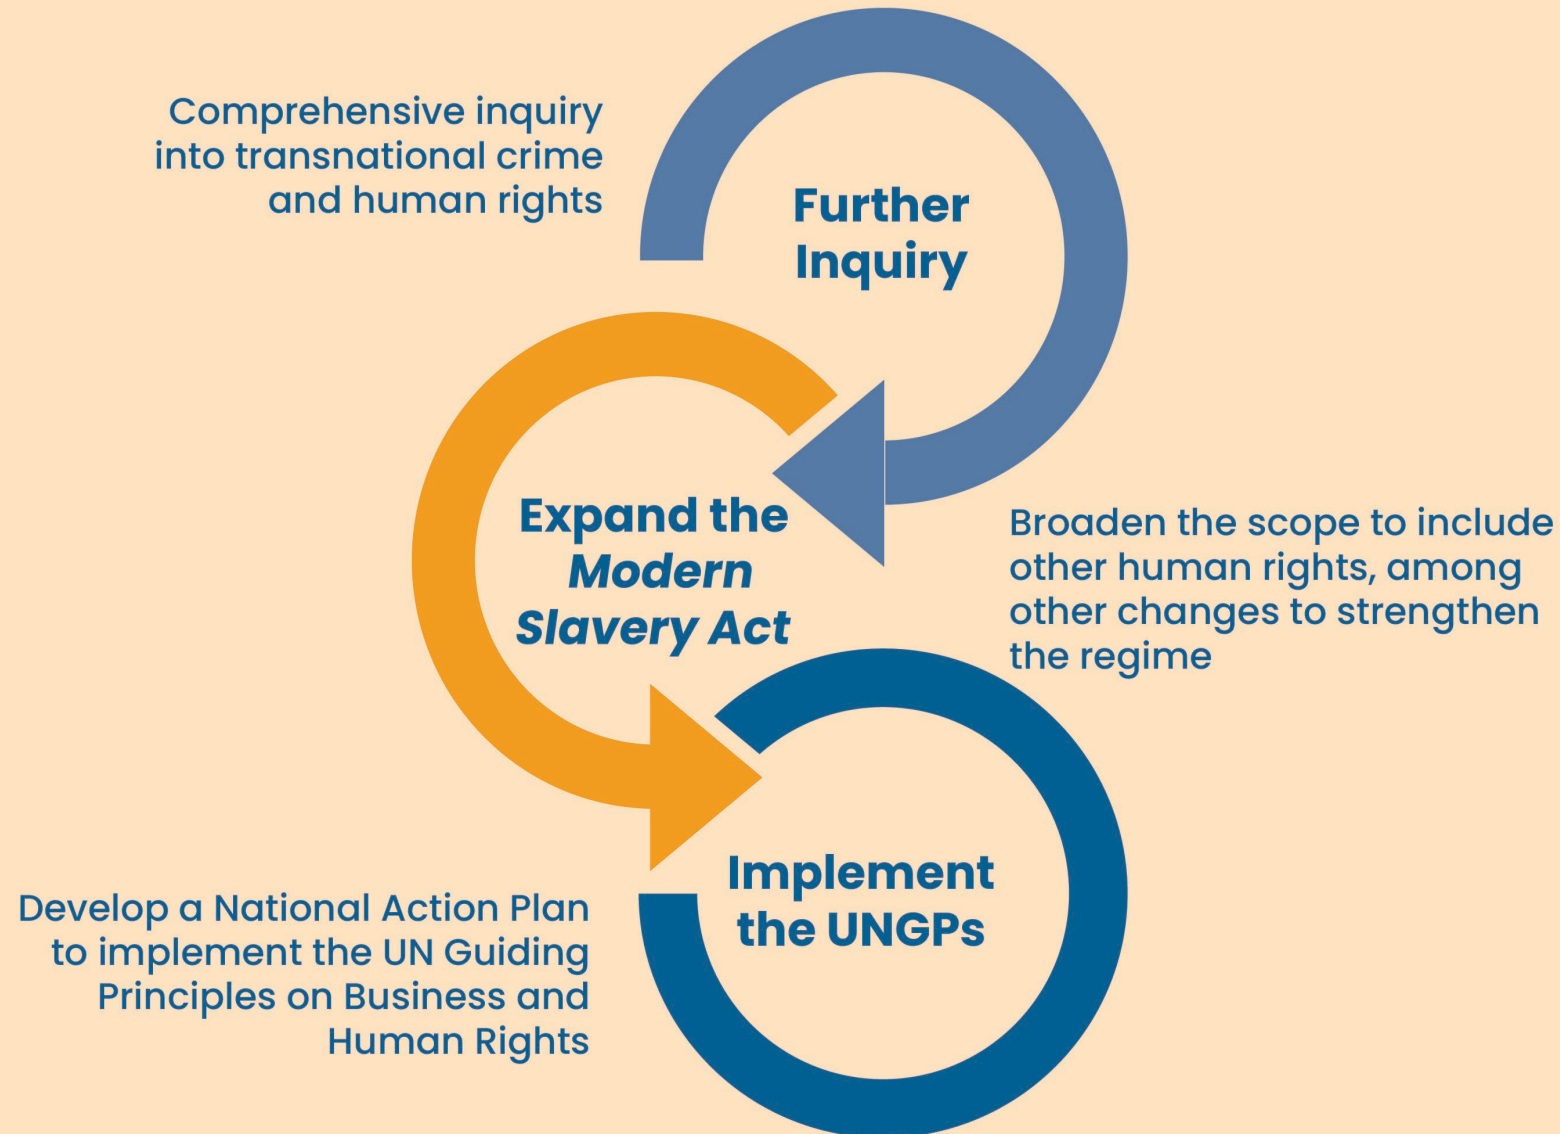 Comprehensive inquiry
into transnational crime
and human rights
Further
Inquiry
Expand the
Modern
Slavery Act
Broaden the scope to include
other human rights, among
other changes to strengthen
the regime
Implement
the UNGPs
Develop a National Action Plan
to implement the UN Guiding
Principles on Business and
Human Rights